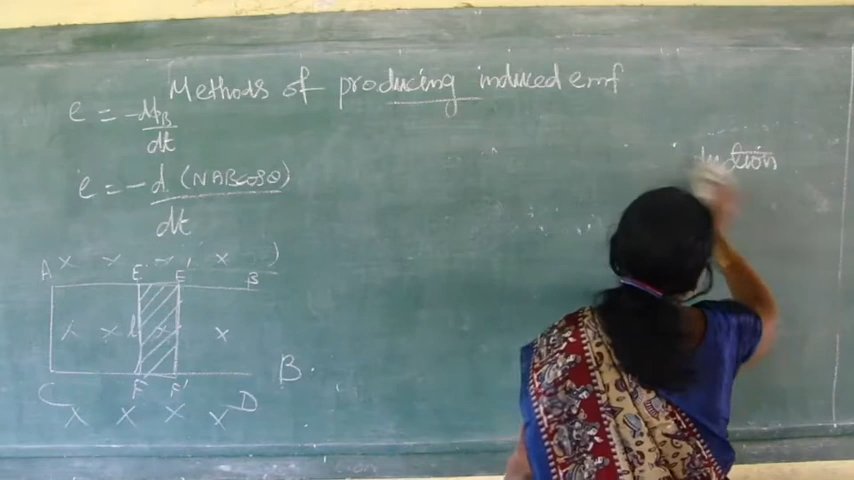 Methods of producing induced emf
e = -dΦB
dt
e = -d (NABcosθ)
dt
A × × E E' × B
× × l × ×
C F F' D B
× × × ×